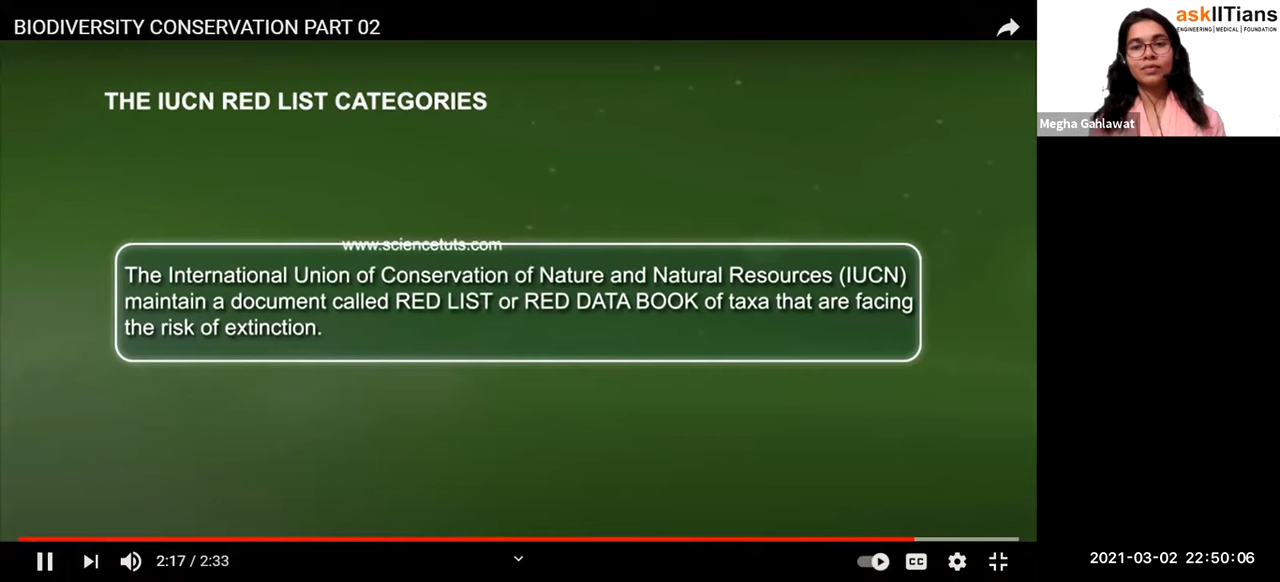 BIODIVERSITY CONSERVATION PART 02
askIITians
ENGINEERING | MEDICAL | FOUNDATION
Megha Gahlawat
THE IUCN RED LIST CATEGORIES
www.sciencetuts.com
The International Union of Conservation of Nature and Natural Resources (IUCN)
maintain a document called RED LIST or RED DATA BOOK of taxa that are facing
the risk of extinction.
2:17 / 2:33
CC
2021-03-02 22:50:06